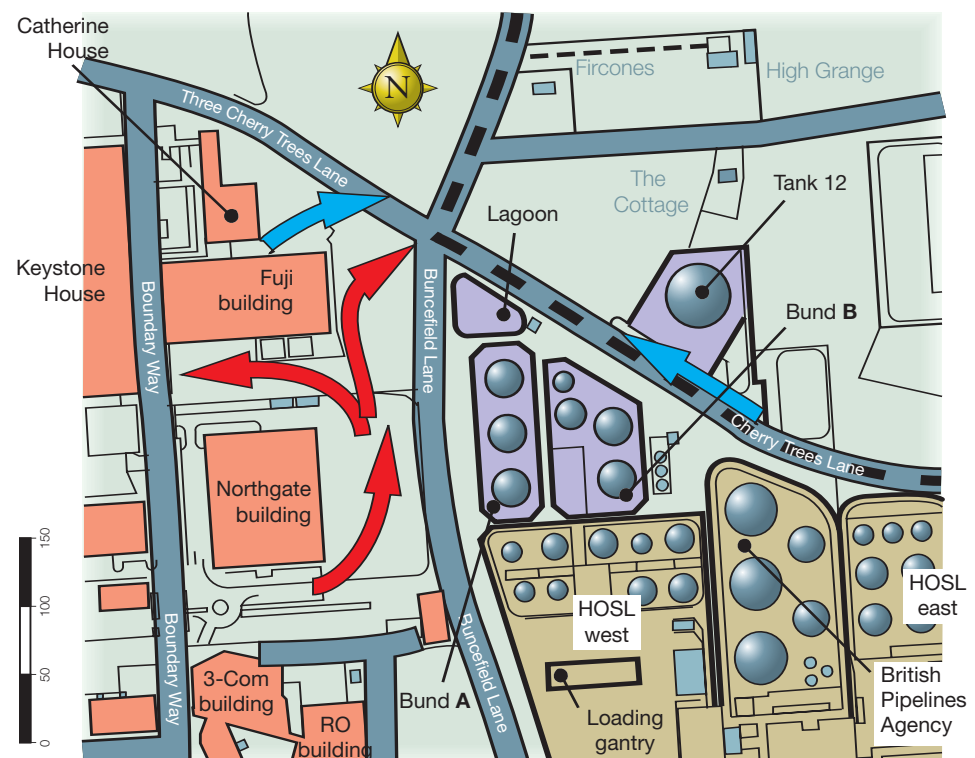 Catherine
House
Three Cherry Trees Lane
N
Fircones
High Grange
The
Cottage
Tank 12
Lagoon
Keystone
House
Fuji
building
Bund B
Boundary Way
Buncefield Lane
Cherry Trees Lane
Northgate
building
HOSL
west
HOSL
east
150
100
50
0
Boundary Way
Buncefield Lane
3-Com
building
Bund A
RO
building
Loading
gantry
British
Pipelines
Agency